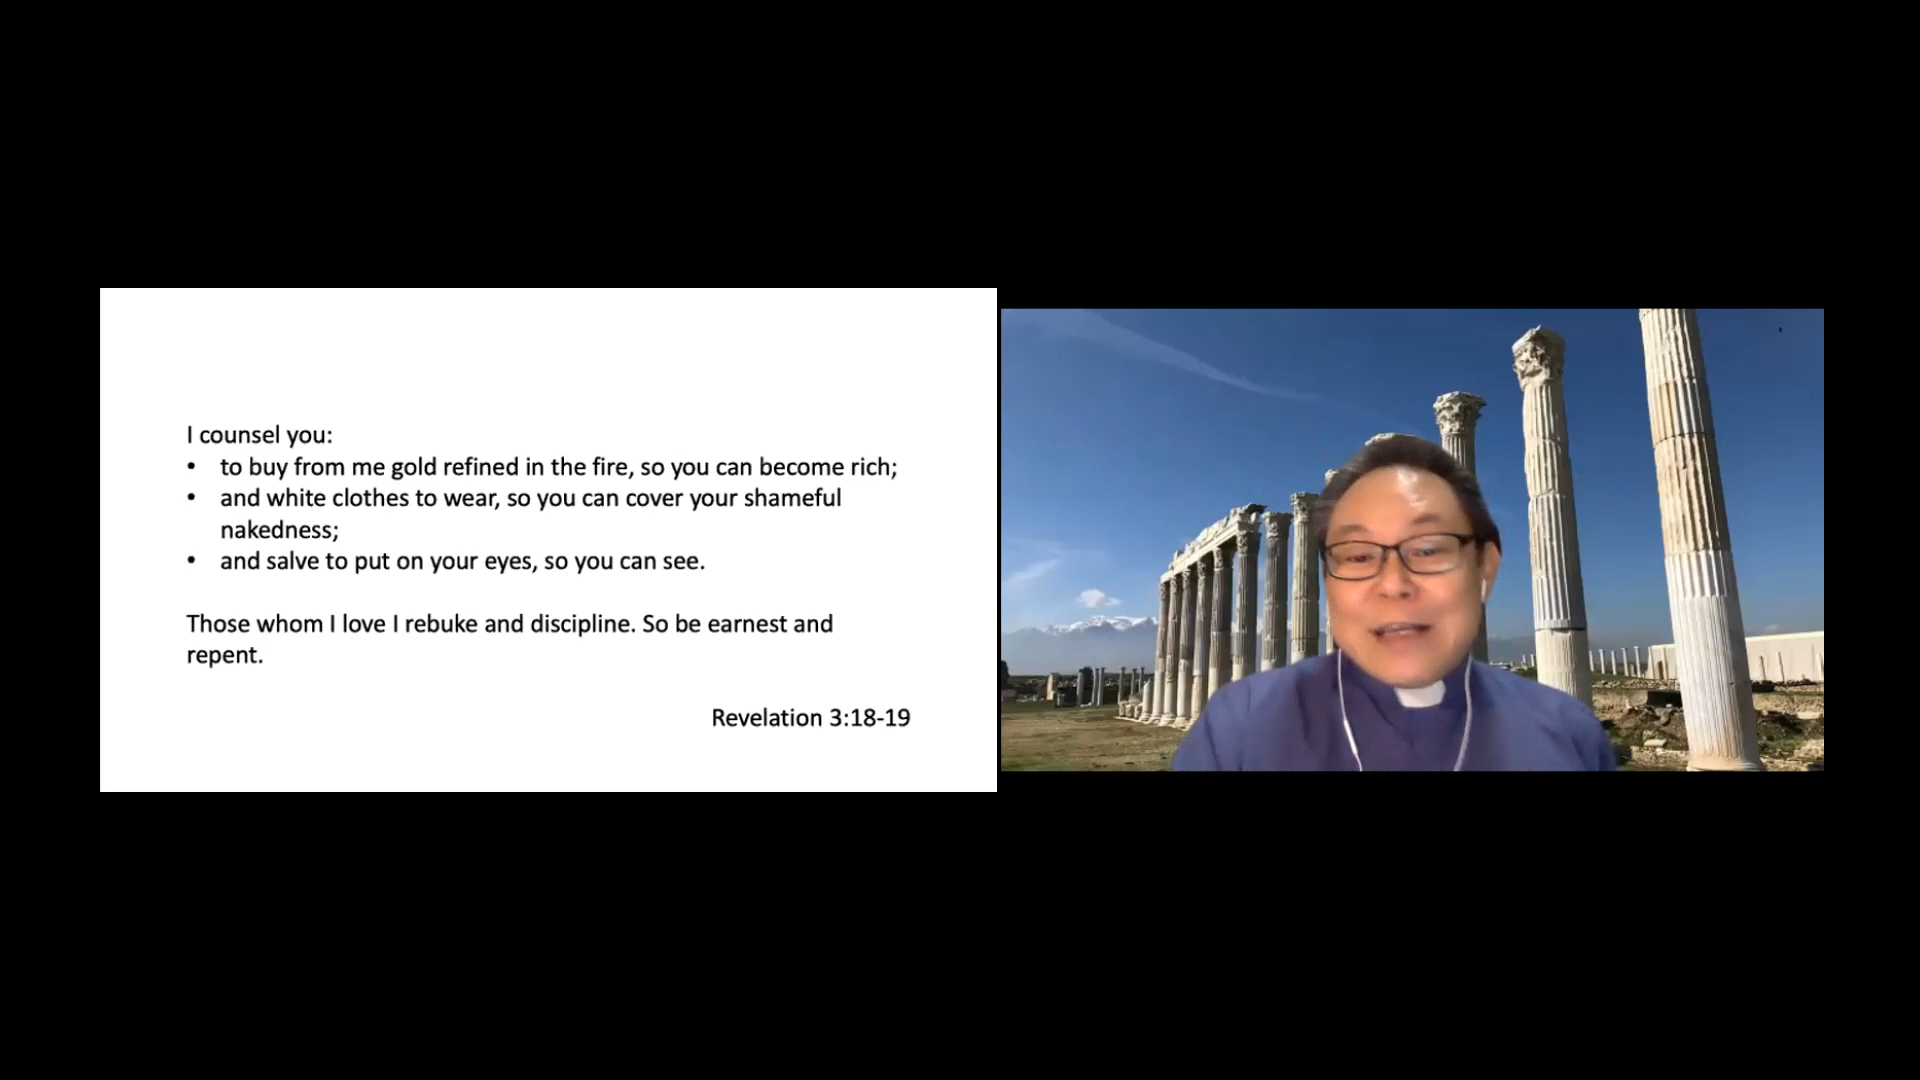 I counsel you:
• to buy from me gold refined in the fire, so you can become rich;
• and white clothes to wear, so you can cover your shameful
nakedness;
• and salve to put on your eyes, so you can see.
Those whom I love I rebuke and discipline. So be earnest and
repent.
Revelation 3:18-19